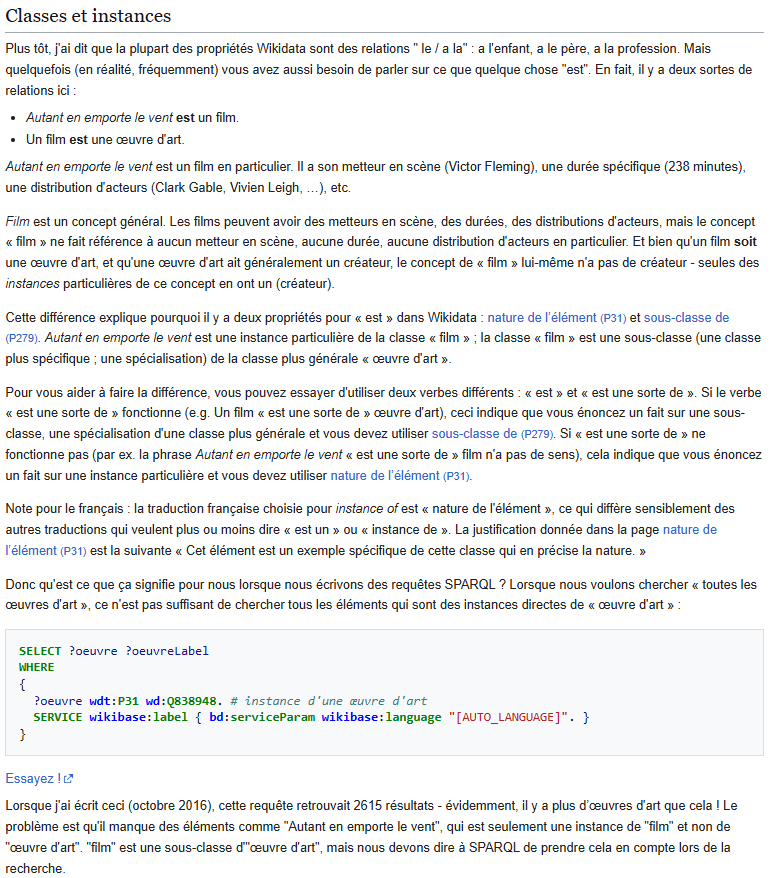 Classes et instances
Plus tôt, j'ai dit que la plupart des propriétés Wikidata sont des relations " le / a la" : a l'enfant, a le père, a la profession. Mais
quelquefois (en réalité, fréquemment) vous avez aussi besoin de parler sur ce que quelque chose "est". En fait, il y a deux sortes de
relations ici :
• Autant en emporte le vent est un film.
• Un film est une œuvre d'art.
Autant en emporte le vent est un film en particulier. Il a son metteur en scène (Victor Fleming), une durée spécifique (238 minutes),
une distribution d'acteurs (Clark Gable, Vivien Leigh, …), etc.
Film est un concept général. Les films peuvent avoir des metteurs en scène, des durées, des distributions d'acteurs, mais le concept
« film » ne fait référence à aucun metteur en scène, aucune durée, aucune distribution d'acteurs en particulier. Et bien qu'un film soit
une œuvre d'art, et qu'une œuvre d'art ait généralement un créateur, le concept de « film » lui-même n'a pas de créateur - seules des
instances particulières de ce concept en ont un (créateur).
Cette différence explique pourquoi il y a deux propriétés pour « est » dans Wikidata : nature de l'élément (P31) et sous-classe de
(P279). Autant en emporte le vent est une instance particulière de la classe « film » ; la classe « film » est une sous-classe (une classe
plus spécifique ; une spécialisation) de la classe plus générale « œuvre d'art ».
Pour vous aider à faire la différence, vous pouvez essayer d'utiliser deux verbes différents : « est » et « est une sorte de ». Si le verbe
« est une sorte de » fonctionne (e.g. Un film « est une sorte de » œuvre d'art), ceci indique que vous énoncez un fait sur une sous-
classe, une spécialisation d'une classe plus générale et vous devez utiliser sous-classe de (P279). Si « est une sorte de » ne
fonctionne pas (par ex. la phrase Autant en emporte le vent « est une sorte de » film n'a pas de sens), cela indique que vous énoncez
un fait sur une instance particulière et vous devez utiliser nature de l'élément (P31).
Note pour le français : la traduction française choisie pour instance of est « nature de l'élément », ce qui diffère sensiblement des
autres traductions qui veulent plus ou moins dire « est un » ou « instance de ». La justification donnée dans la page nature de
l'élément (P31) est la suivante « Cet élément est un exemple spécifique de cette classe qui en précise la nature. »
Donc qu'est ce que ça signifie pour nous lorsque nous écrivons des requêtes SPARQL ? Lorsque nous voulons chercher « toutes les
œuvres d'art », ce n'est pas suffisant de chercher tous les éléments qui sont des instances directes de « œuvre d'art » :
SELECT ?oeuvre ?oeuvreLabel
WHERE
{
  ?oeuvre wdt:P31 wd:Q838948. # instance d'une œuvre d'art
  SERVICE wikibase:label { bd:serviceParam wikibase:language "[AUTO_LANGUAGE]". }
}
Essayez !
Lorsque j'ai écrit ceci (octobre 2016), cette requête retrouvait 2615 résultats - évidemment, il y a plus d'œuvres d'art que cela ! Le
problème est qu'il manque des éléments comme "Autant en emporte le vent", qui est seulement une instance de "film" et non de
"œuvre d'art". "film" est une sous-classe d'"œuvre d'art", mais nous devons dire à SPARQL de prendre cela en compte lors de la
recherche.